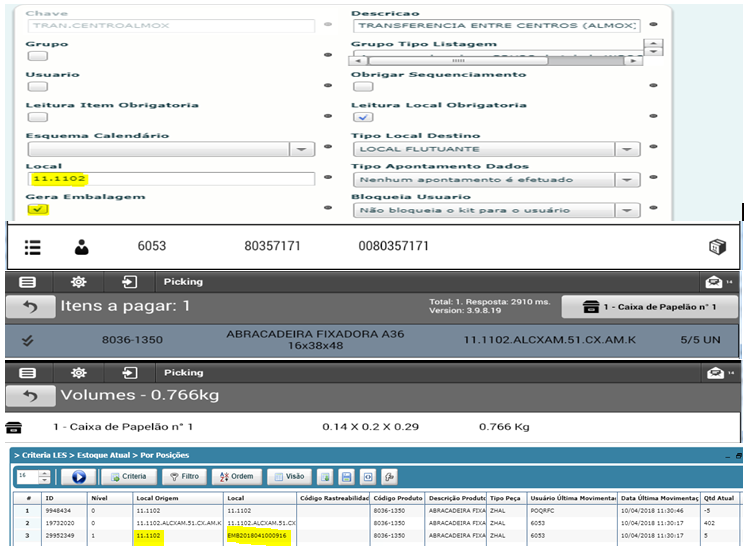 Chave Descricao
TRAN.CENTROALMOX TRANSFERENCIA ENTRE CENTROS (ALMOX)
Grupo Grupo Tipo Listagem
Usuario Obrigar Sequenciamento
Leitura Item Obrigatoria Leitura Local Obrigatoria
Esquema Calendário Tipo Local Destino
LOCAL FLUTUANTE
Local Tipo Apontamento Dados
11.1102 Nenhum apontamento é efetuado
Gera Embalagem Bloqueia Usuario
Não bloqueia o kit para o usuário
6053 80357171 0080357171
Picking 14
Itens a pagar: 1 Total: 1. Resposta: 2910 ms. 1 - Caixa de Papelão n° 1
Version: 3.9.8.19
8036-1350 ABRACADEIRA FIXADORA A36 11.1102.ALCXAM.51.CX.AM.K 5/5 UN
16x38x48
Picking 14
Volumes - 0.766kg
1 - Caixa de Papelão n° 1 0.14 X 0.2 X 0.29 0.766 Kg
> Criteria LES > Estoque Atual > Por Posições
16 Criteria Filtro Ordem Visão
# ID Nível Local Origem Local Código Rastreabilidad Código Produto Descrição Produto Tipo Peça Usuário Última Movimentaç Data Última Movimentaç Qtd Atual
1 9948434 0 11.1102 11.1102 8036-1350 ABRACADEIRA FIXA ZHAL POQRFC 10/04/2018 11:30:46 -5
2 19732020 0 11.1102.ALCXAM.51.CX.AM.K 11.1102.ALCXAM.51.CX 8036-1350 ABRACADEIRA FIXA ZHAL 6053 10/04/2018 11:30:17 402
3 29952349 1 11.1102 EMB2018041000916 8036-1350 ABRACADEIRA FIXA ZHAL 6053 10/04/2018 11:30:17 5